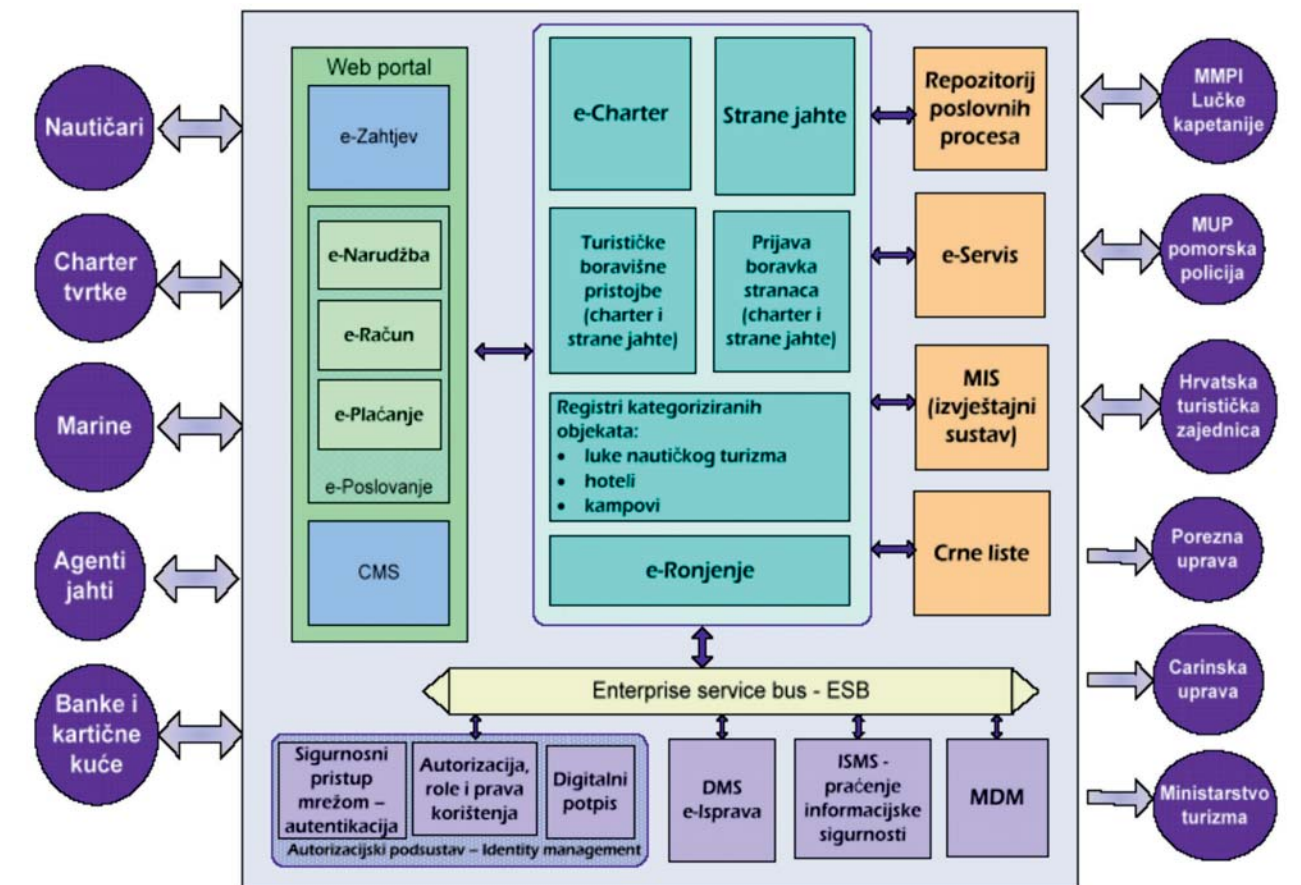 Nautičari
Charter
tvrtke
Marine
Agenti
jahti
Banke i
kartične
kuće
Web portal
e-Zahtjev
e-Narudžba
e-Račun
e-Plaćanje
e-Poslovanje
CMS
e-Charter
Strane jahte
Turističke
boravišne
pristojbe
(charter i
strane jahte)
Prijava
boravka
stranaca
(charter i
strane jahte)
Registri kategoriziranih
objekata:
• luke nautičkog turizma
• hoteli
• kampovi
e-Ronjenje
Repozitorij
poslovnih
procesa
e-Servis
MIS
(izvještajni
sustav)
Crne liste
MMPI
Lučke
kapetanije
MUP
pomorska
policija
Hrvatska
turistička
zajednica
Porezna
uprava
Carinska
uprava
Ministarstvo
turizma
Enterprise service bus - ESB
Sigurnosni
pristup
mrežom –
autentikacija
Autorizacija,
role i prava
korištenja
Digitalni
potpis
Autorizacijski podsustav – Identity management
DMS
e-Isprava
ISMS -
praćenje
informacijske
sigurnosti
MDM